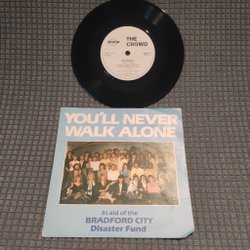 THE
CROWD
YOU'LL NEVER
WALK ALONE
In aid of the
BRADFORD CITY
Disaster Fund